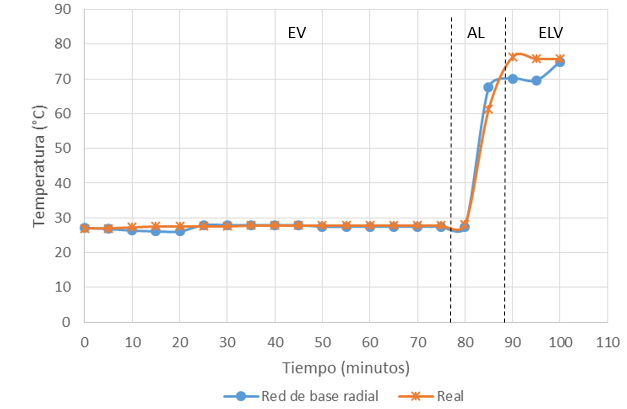 90
80
70
60
50
40
30
20
10
0
Temperatura (°C)
EV AL ELV
0 10 20 30 40 50 60 70 80 90 100 110
Tiempo (minutos)
Red de base radial Real